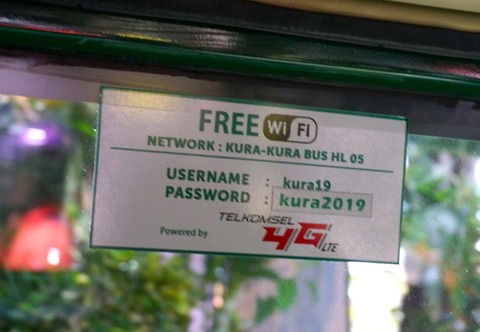 FREE WiFi
NETWORK : KURA-KURA BUS HL 05
USERNAME : kura19
PASSWORD : kura2019
Powered by TELKOMSEL
4G LTE